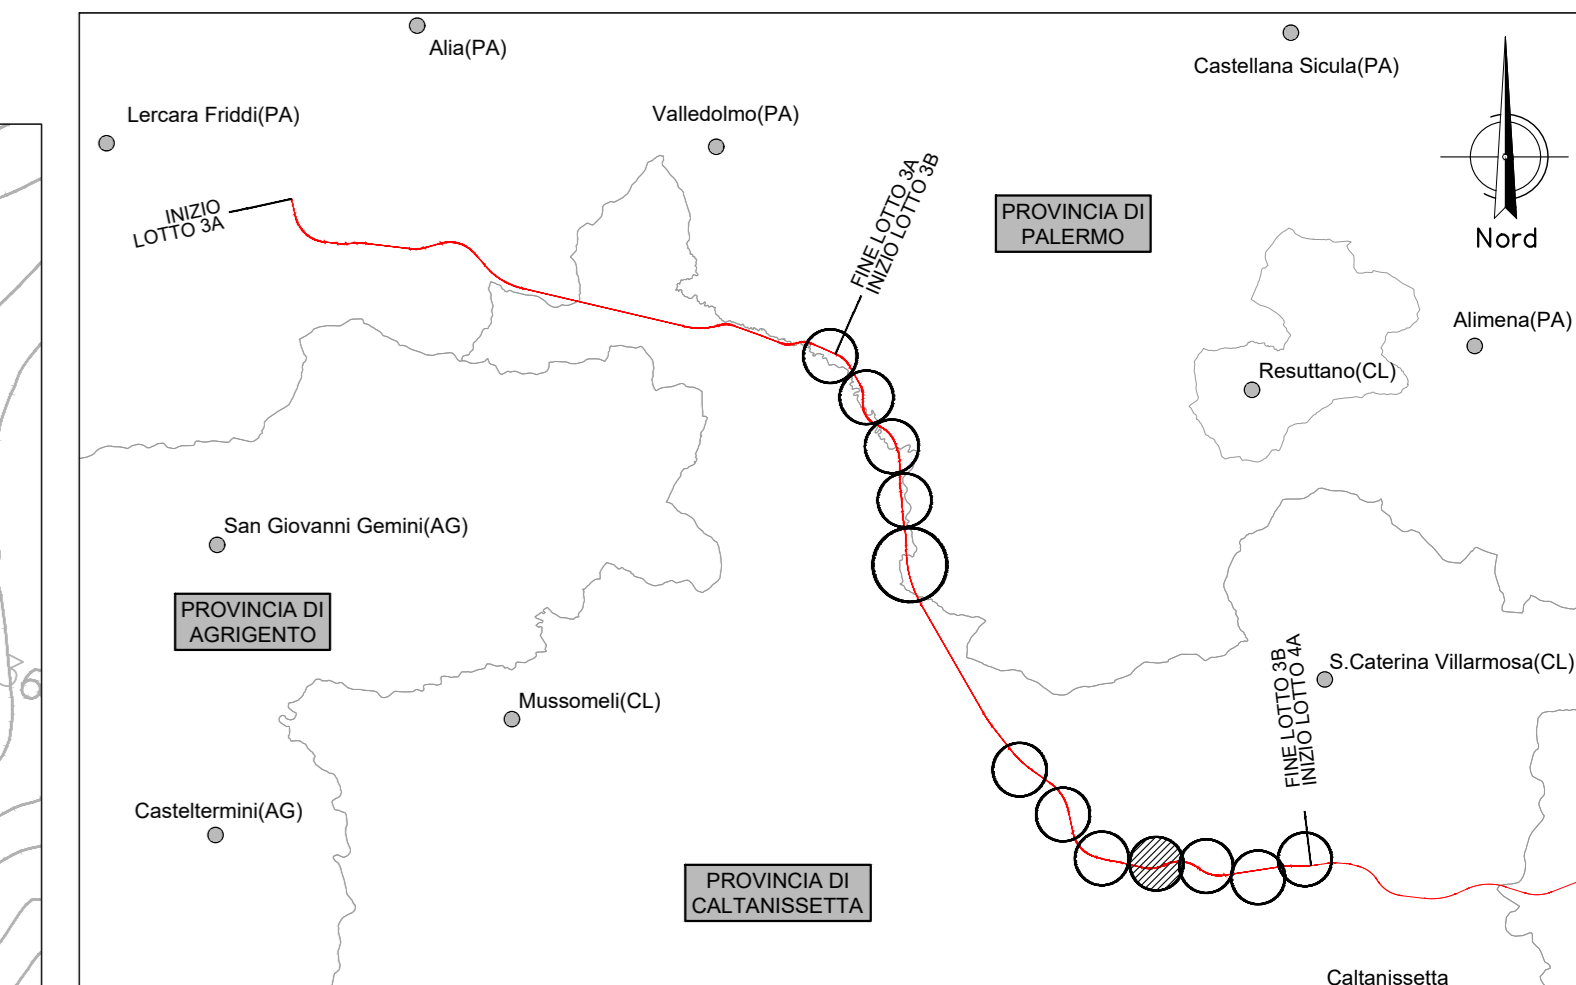 Alia(PA)
Castellana Sicula(PA)
Lercara Friddi(PA)
Valledolmo(PA)
INIZIO
LOTTO 3A
FINE LOTTO 3A
INIZIO LOTTO 3B
PROVINCIA DI
PALERMO
Nord
Alimena(PA)
Resuttano(CL)
San Giovanni Gemini(AG)
PROVINCIA DI
AGRIGENTO
6
Mussomeli(CL)
FINE LOTTO 3B
INIZIO LOTTO 4A
S.Caterina Villarmosa(CL)
Casteltermini(AG)
PROVINCIA DI
CALTANISSETTA
Caltanissetta